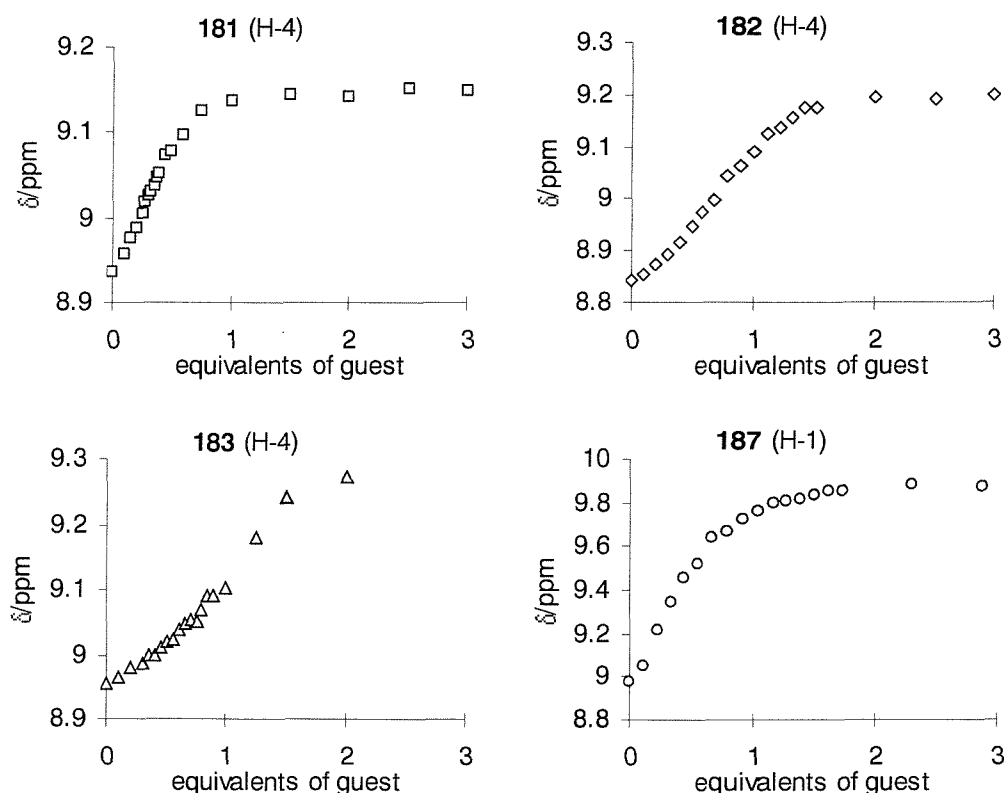 181 (H-4)
9.2
9.1
9
8.9
δ/ppm
0 1 2 3
equivalents of guest
182 (H-4)
9.3
9.2
9.1
9
8.9
8.8
δ/ppm
0 1 2 3
equivalents of guest
183 (H-4)
9.3
9.2
9.1
9
8.9
δ/ppm
0 1 2 3
equivalents of guest
187 (H-1)
10
9.8
9.6
9.4
9.2
9
8.8
δ/ppm
0 1 2 3
equivalents of guest